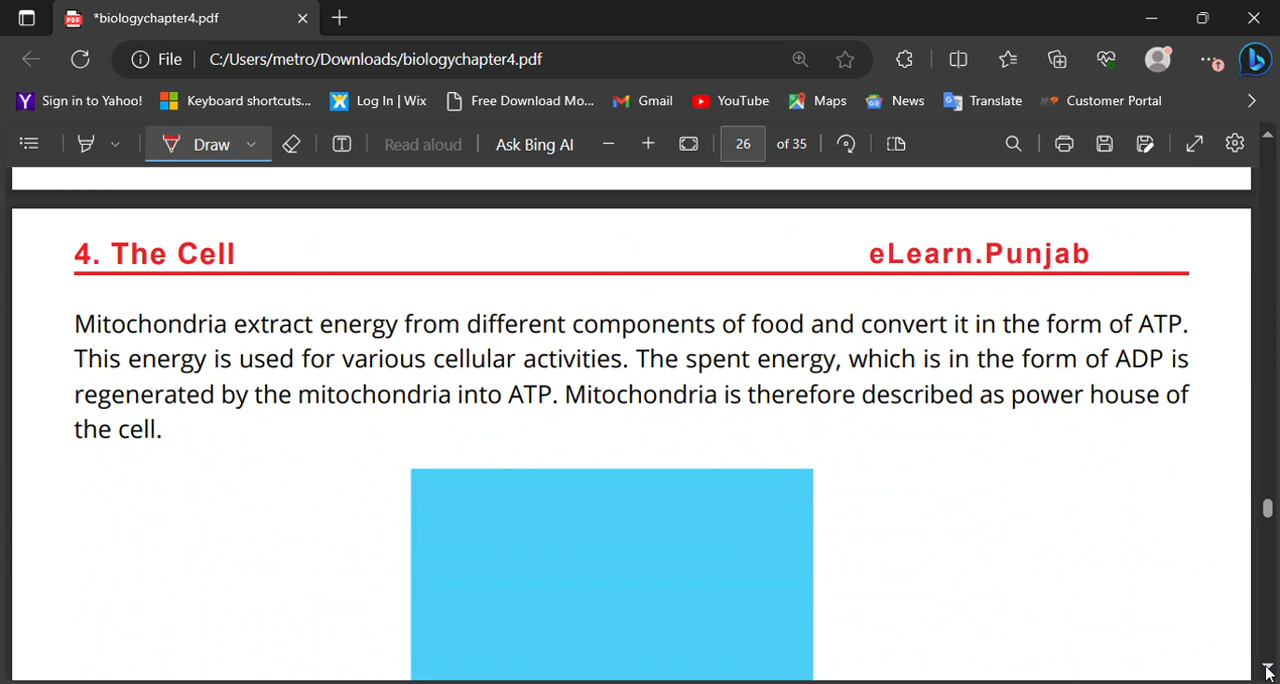 *biologychapter4.pdf
File C:/Users/metro/Downloads/biologychapter4.pdf
Sign in to Yahoo! Keyboard shortcuts... Log In | Wix Free Download Mo... Gmail YouTube Maps News Translate Customer Portal
Draw Read aloud Ask Bing AI 26 of 35
4. The Cell eLearn.Punjab
Mitochondria extract energy from different components of food and convert it in the form of ATP.
This energy is used for various cellular activities. The spent energy, which is in the form of ADP is
regenerated by the mitochondria into ATP. Mitochondria is therefore described as power house of
the cell.